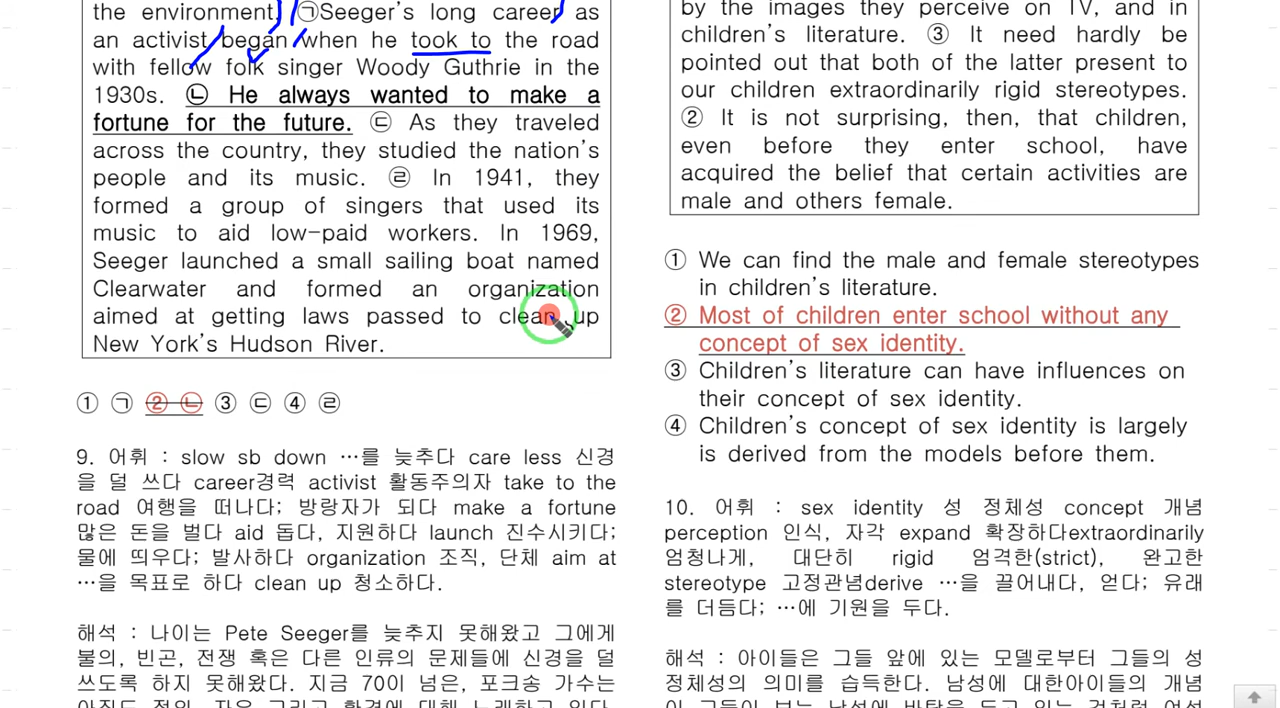 the environment. ㉠Seeger's long career as
an activist began when he took to the road
with fellow folk singer Woody Guthrie in the
1930s. ㉡ He always wanted to make a
fortune for the future. ㉢ As they traveled
across the country, they studied the nation's
people and its music. ㉣ In 1941, they
formed a group of singers that used its
music to aid low-paid workers. In 1969,
Seeger launched a small sailing boat named
Clearwater and formed an organization
aimed at getting laws passed to clean up
New York's Hudson River.
① ㉠ ② ㉡ ③ ㉢ ④ ㉣
9. 어휘 : slow sb down …를 늦추다 care less 신경
을 덜 쓰다 career경력 activist 활동주의자 take to the
road 여행을 떠나다; 방랑자가 되다 make a fortune
많은 돈을 벌다 aid 돕다, 지원하다 launch 진수시키다;
물에 띄우다; 발사하다 organization 조직, 단체 aim at
…을 목표로 하다 clean up 청소하다.
해석 : 나이는 Pete Seeger를 늦추지 못해왔고 그에게
불의, 빈곤, 전쟁 혹은 다른 인류의 문제들에 신경을 덜
쓰도록 하지 못해왔다. 지금 70이 넘은, 포크송 가수는
by the images they perceive on TV, and in
children's literature. ③ It need hardly be
pointed out that both of the latter present to
our children extraordinarily rigid stereotypes.
② It is not surprising, then, that children,
even before they enter school, have
acquired the belief that certain activities are
male and others female.
① We can find the male and female stereotypes
in children's literature.
② Most of children enter school without any
concept of sex identity.
③ Children's literature can have influences on
their concept of sex identity.
④ Children's concept of sex identity is largely
is derived from the models before them.
10. 어휘 : sex identity 성 정체성 concept 개념
perception 인식, 자각 expand 확장하다extraordinarily
엄청나게, 대단히 rigid 엄격한(strict), 완고한
stereotype 고정관념derive …을 끌어내다, 얻다; 유래
를 더듬다; …에 기원을 두다.
해석 : 아이들은 그들 앞에 있는 모델로부터 그들의 성
정체성의 의미를 습득한다. 남성에 대한아이들의 개념